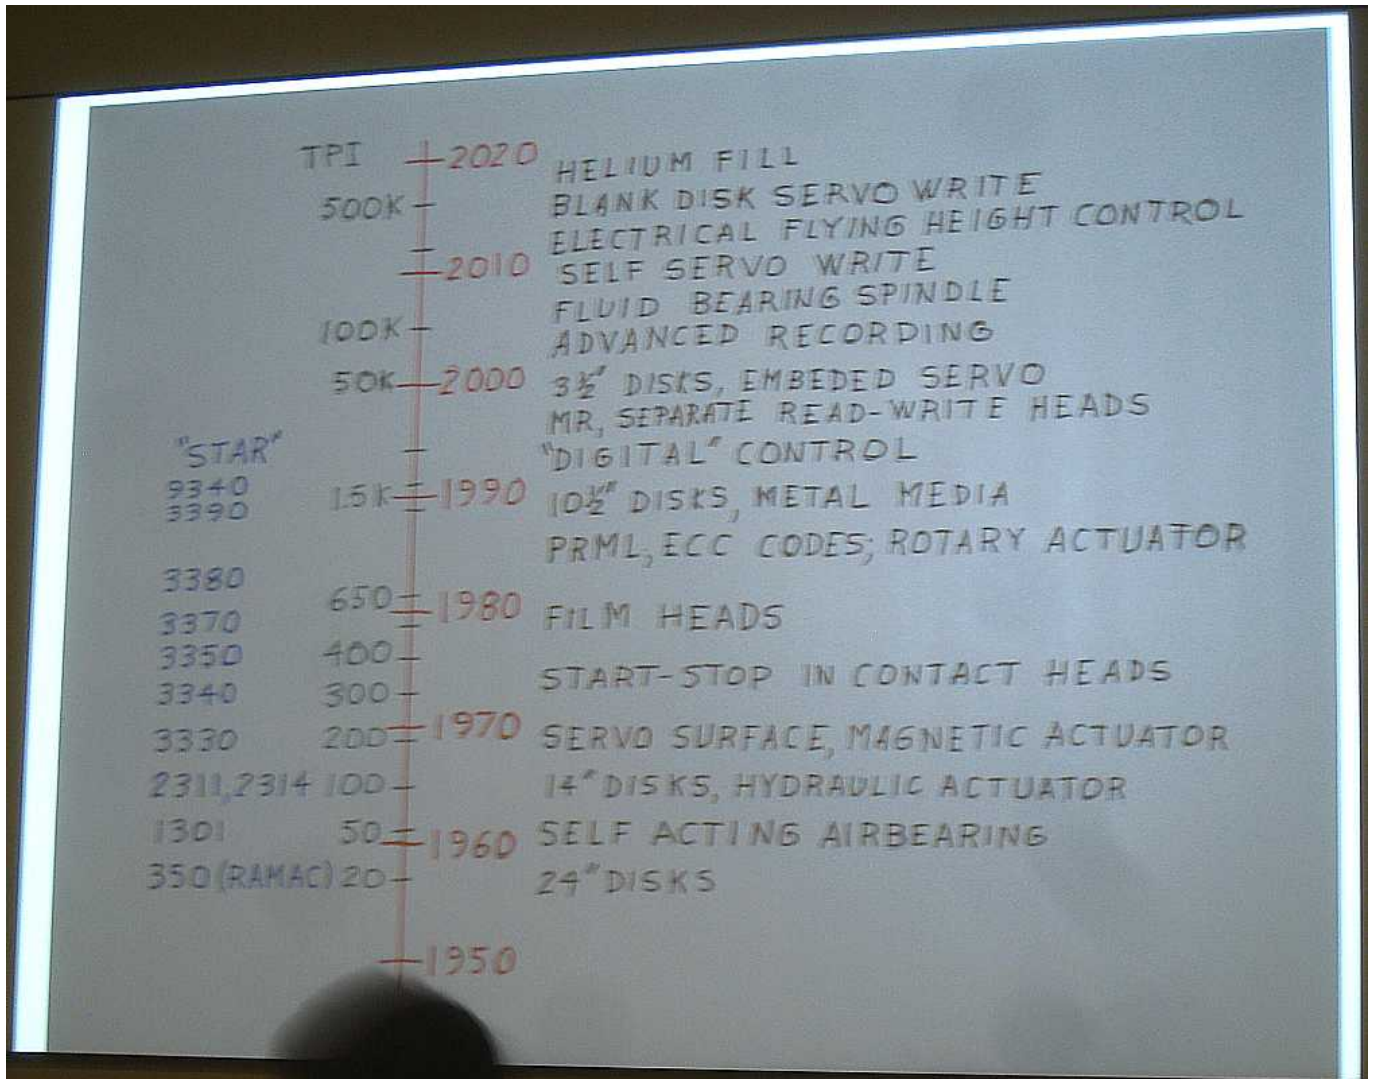 TPI 2020 HELIUM FILL
500K BLANK DISK SERVO WRITE
ELECTRICAL FLYING HEIGHT CONTROL
2010 SELF SERVO WRITE
FLUID BEARING SPINDLE
100K ADVANCED RECORDING
50K 2000 3½" DISKS, EMBEDED SERVO
MR, SEPARATE READ-WRITE HEADS
"STAR" "DIGITAL" CONTROL
9340 1.5K 1990 10½" DISKS, METAL MEDIA
3390
PRML, ECC CODES; ROTARY ACTUATOR
3380
650 1980 FILM HEADS
3370
3350 400
START-STOP IN CONTACT HEADS
3340 300
3330 200 1970 SERVO SURFACE, MAGNETIC ACTUATOR
2311,2314 100 14" DISKS, HYDRAULIC ACTUATOR
1301 50 1960 SELF ACTING AIRBEARING
350 (RAMAC) 20 24" DISKS
1950